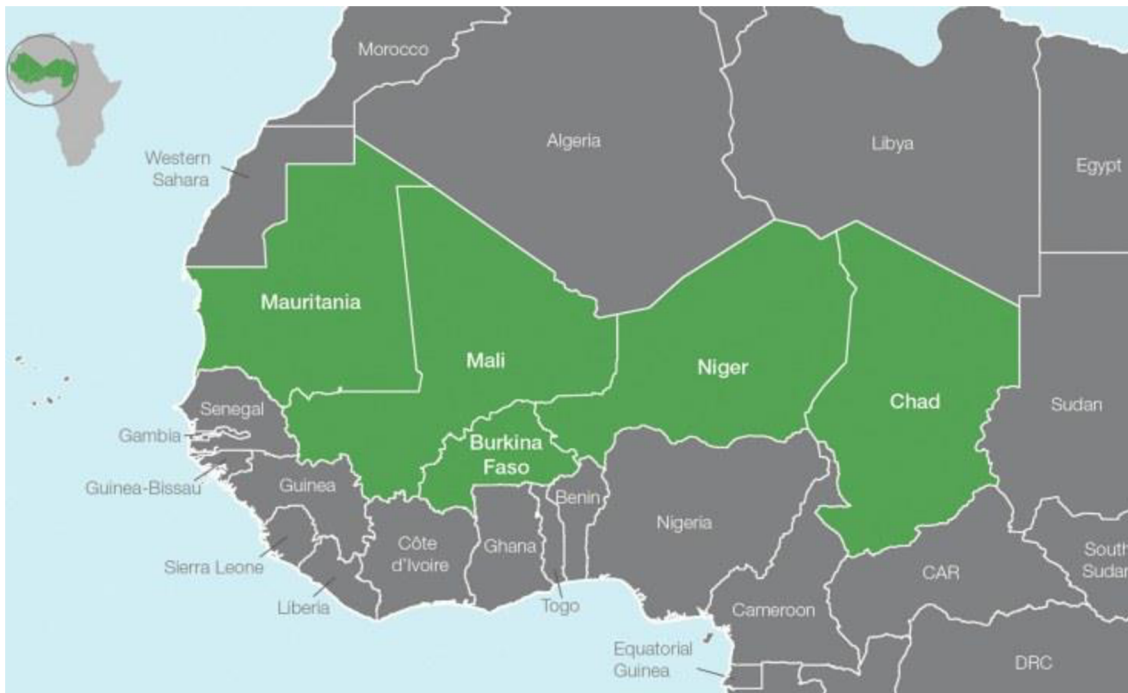 Morocco
Algeria
Libya
Egypt
Western
Sahara
Mauritania
Mali
Niger
Chad
Sudan
Senegal
Gambia
Burkina
Faso
Guinea-Bissau
Guinea
Benin
Nigeria
Côte
d'Ivoire
Ghana
Sierra Leone
Liberia
Togo
CAR
South
Sudan
Cameroon
Equatorial
Guinea
DRC